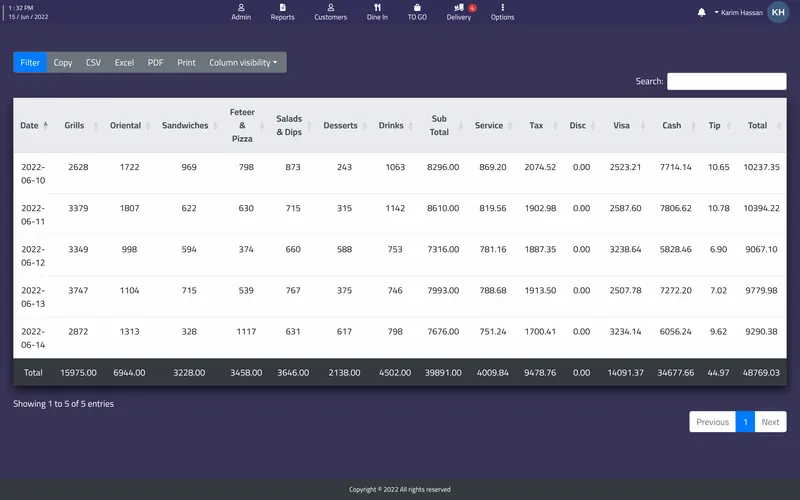 1 : 32 PM
15 / Jun / 2022
Admin Reports Customers Dine In TO GO Delivery 4 Options
Karim Hassan KH
Filter Copy CSV Excel PDF Print Column visibility
Search:
Date Grills Oriental Sandwiches Feteer & Pizza Salads & Dips Desserts Drinks Sub Total Service Tax Disc Visa Cash Tip Total
2022-06-10 2628 1722 969 798 873 243 1063 8296.00 869.20 2074.52 0.00 2523.21 7714.14 10.65 10237.35
2022-06-11 3379 1807 622 630 715 315 1142 8610.00 819.56 1902.98 0.00 2587.60 7806.62 10.78 10394.22
2022-06-12 3349 998 594 374 660 588 753 7316.00 781.16 1887.35 0.00 3238.64 5828.46 6.90 9067.10
2022-06-13 3747 1104 715 539 767 375 746 7993.00 788.68 1913.50 0.00 2507.78 7272.20 7.02 9779.98
2022-06-14 2872 1313 328 1117 631 617 798 7676.00 751.24 1700.41 0.00 3234.14 6056.24 9.62 9290.38
Total 15975.00 6944.00 3228.00 3458.00 3646.00 2138.00 4502.00 39891.00 4009.84 9478.76 0.00 14091.37 34677.66 44.97 48769.03
Showing 1 to 5 of 5 entries
Previous 1 Next
Copyright © 2022 All rights reserved